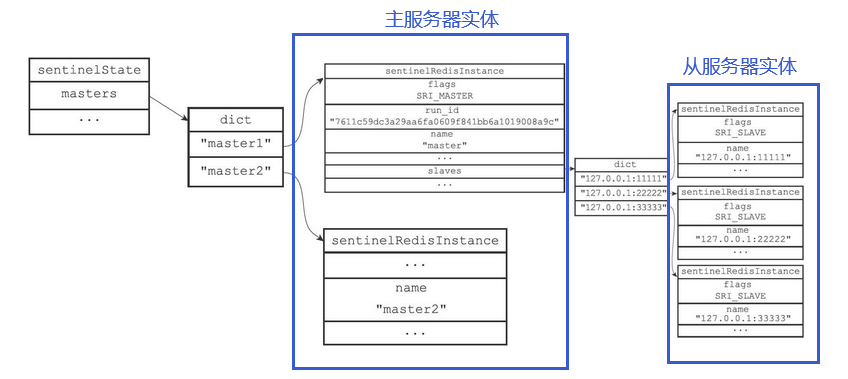 主服务器实体
从服务器实体
sentinelState
masters
...
dict
"master1"
"master2"
sentinelRedisInstance
flags
SRI_MASTER
run_id
"7611c59dc3a29aa6fa0609f841bb6a1019008a9c"
name
"master"
...
slaves
...
sentinelRedisInstance
...
name
"master2"
...
dict
"127.0.0.1:11111"
"127.0.0.1:22222"
"127.0.0.1:33333"
sentinelRedisInstance
flags
SRI_SLAVE
name
"127.0.0.1:11111"
...
sentinelRedisInstance
flags
SRI_SLAVE
name
"127.0.0.1:22222"
...
sentinelRedisInstance
flags
SRI_SLAVE
name
"127.0.0.1:33333"
...